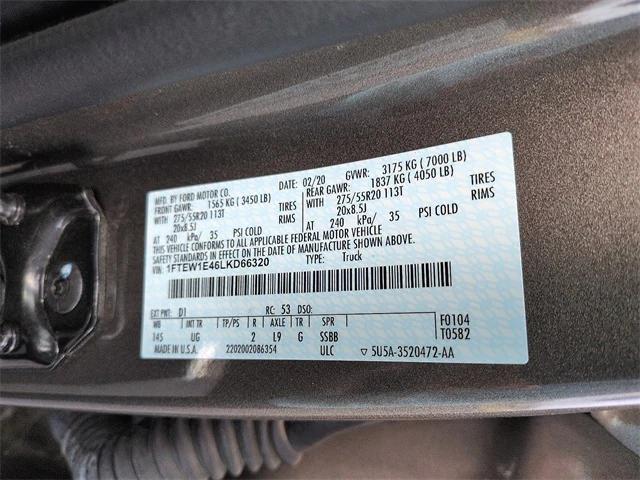 MFD. BY FORD MOTOR CO.
DATE: 02/20 GVWR: 3175 KG ( 7000 LB)
FRONT GAWR: 1565 KG ( 3450 LB) REAR GAWR: 1837 KG ( 4050 LB)
WITH 275/55R20 113T TIRES WITH 275/55R20 113T TIRES
20x8.5J RIMS 20x8.5J RIMS
AT 240 kPa/ 35 PSI COLD AT 240 kPa/ 35 PSI COLD
THIS VEHICLE CONFORMS TO ALL APPLICABLE FEDERAL MOTOR VEHICLE
SAFETY STANDARDS IN EFFECT ON THE DATE OF MANUFACTURE SHOWN ABOVE.
VIN: 1FTEW1E46LKD66320 TYPE: Truck
EXT PNT: D1 RC: 53 DSO: F0104
WB INT TR TP/PS R AXLE TR SPR T0582
145 UG 2 L9 G SSBB
MADE IN U.S.A. 2202002086354 ULC ▽ 5U5A-3520472-AA